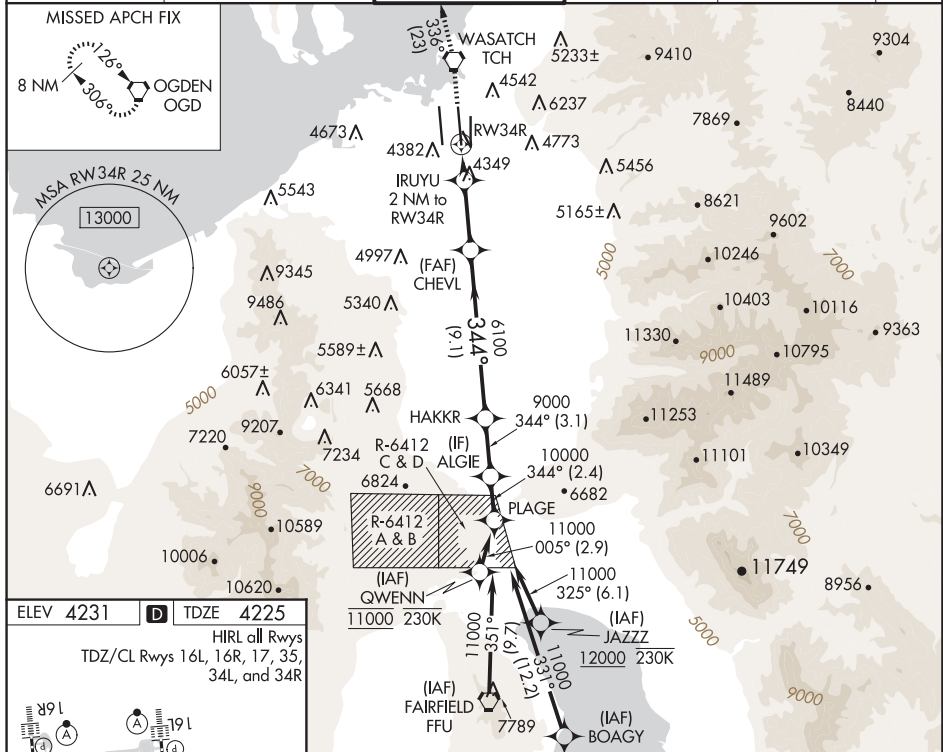 MISSED APCH FIX
126°
306°
8 NM
OGDEN
OGD
336°
(23)
WASATCH
TCH
5233±
9410
9304
8440
4542
6237
7869
4673
4382
RW34R
4773
4349
5456
IRUYU
2 NM to
RW34R
5165±
8621
MSA RW34R 25 NM
13000
5543
5000
9602
10246
7000
4997
(FAF)
CHEVL
9345
9486
5340
10403
10116
9363
6100
344°
(9.1)
11330
9000
10795
5589±
6057±
5000
6341
5668
11489
9207
7220
7234
HAKKR
9000
344° (3.1)
11253
R-6412
C & D
(IF)
ALGIE
10000
344° (2.4)
11101
10349
7000
6824
6691
6682
9000
R-6412
A & B
PLAGE
11000
005° (2.9)
7000
10589
10006
10620
11000
325° (6.1)
11749
8956
(IAF)
QWENN
11000 230K
(IAF)
JAZZZ
12000 230K
5000
11000
351°
(7.6)
11000
331°
(12.2)
(IAF)
FAIRFIELD
FFU
7789
(IAF)
BOAGY
9000
ELEV 4231
D
TDZE 4225
HIRL all Rwys
TDZ/CL Rwys 16L, 16R, 17, 35,
34L, and 34R
16R
A
P
A
16L
P